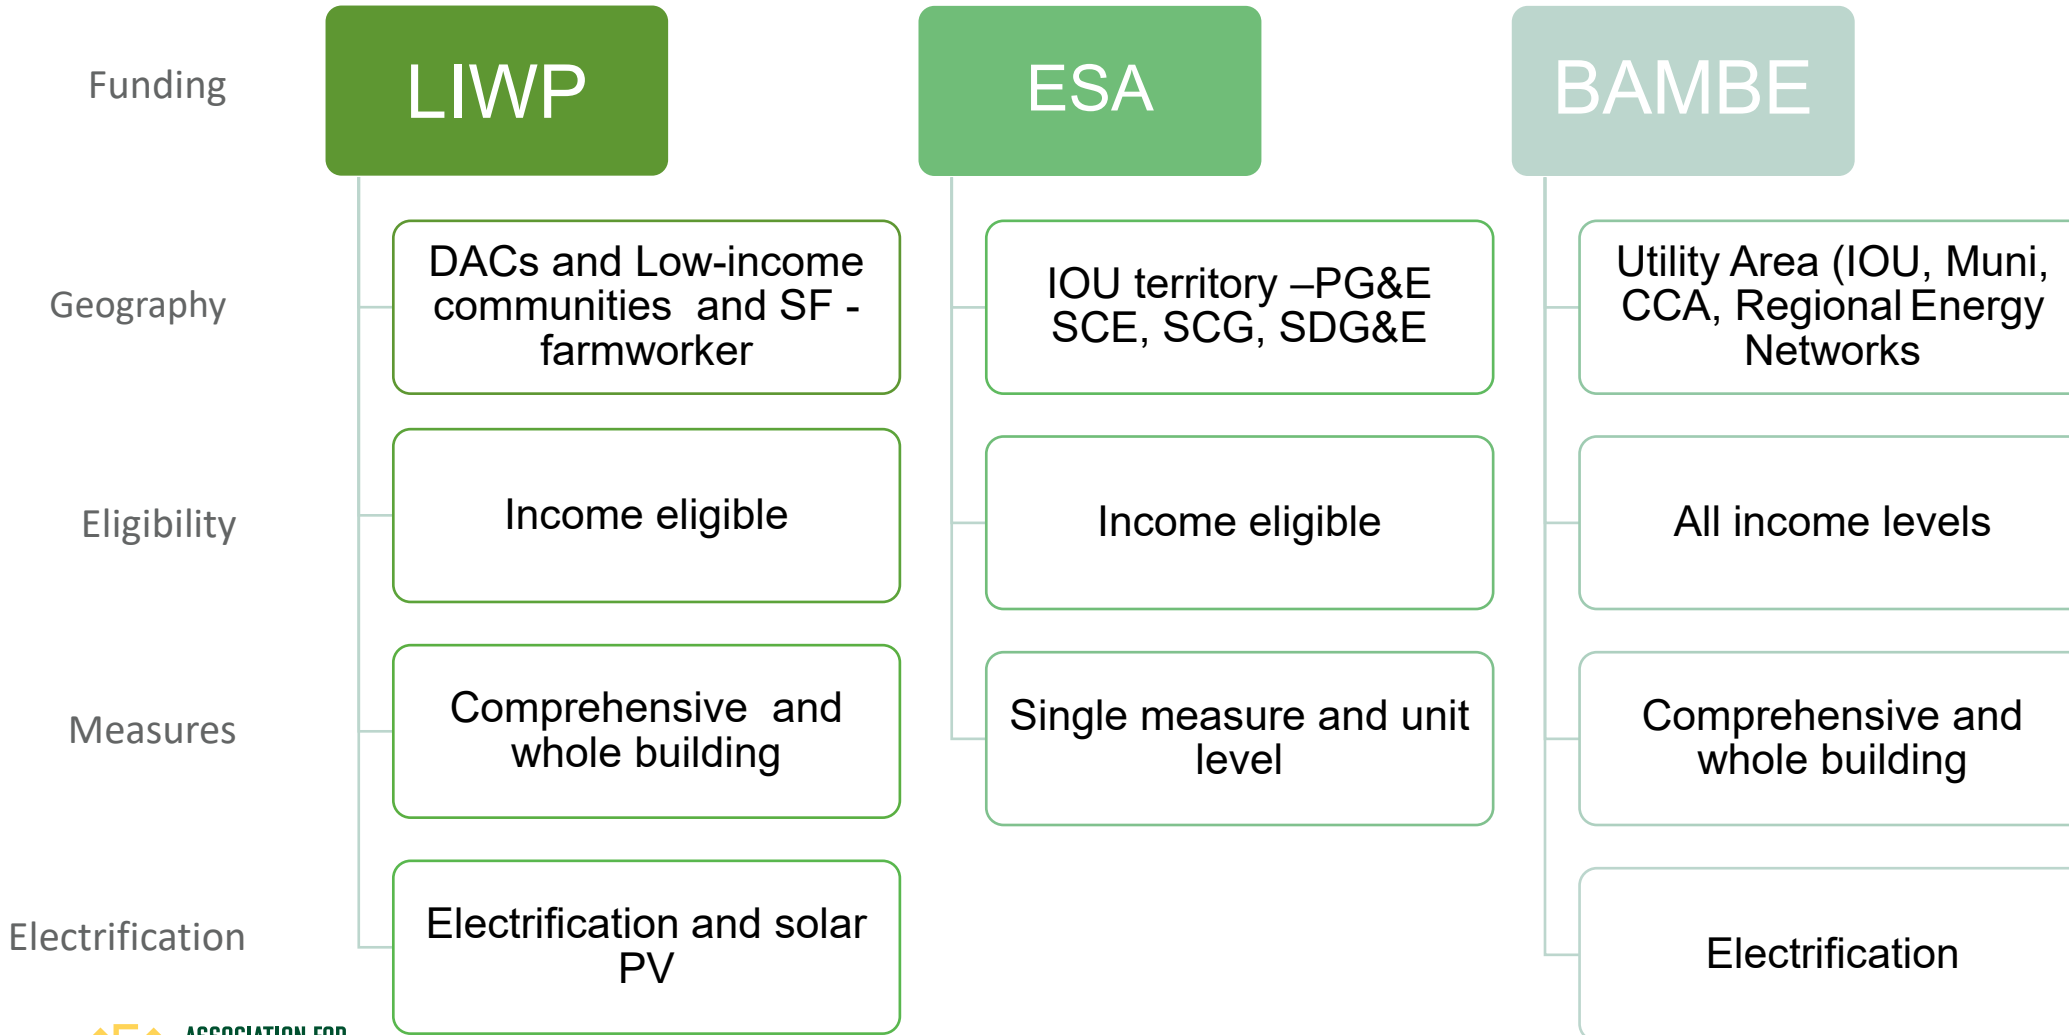 Funding
LIWP
ESA
BAMBE
Geography
DACs and Low-income
communities and SF -
farmworker
IOU territory –PG&E
SCE, SCG, SDG&E
Utility Area (IOU, Muni,
CCA, Regional Energy
Networks
Eligibility
Income eligible
Income eligible
All income levels
Measures
Comprehensive and
whole building
Single measure and unit
level
Comprehensive and
whole building
Electrification
Electrification and solar
PV
Electrification
ASSOCIATION FOR